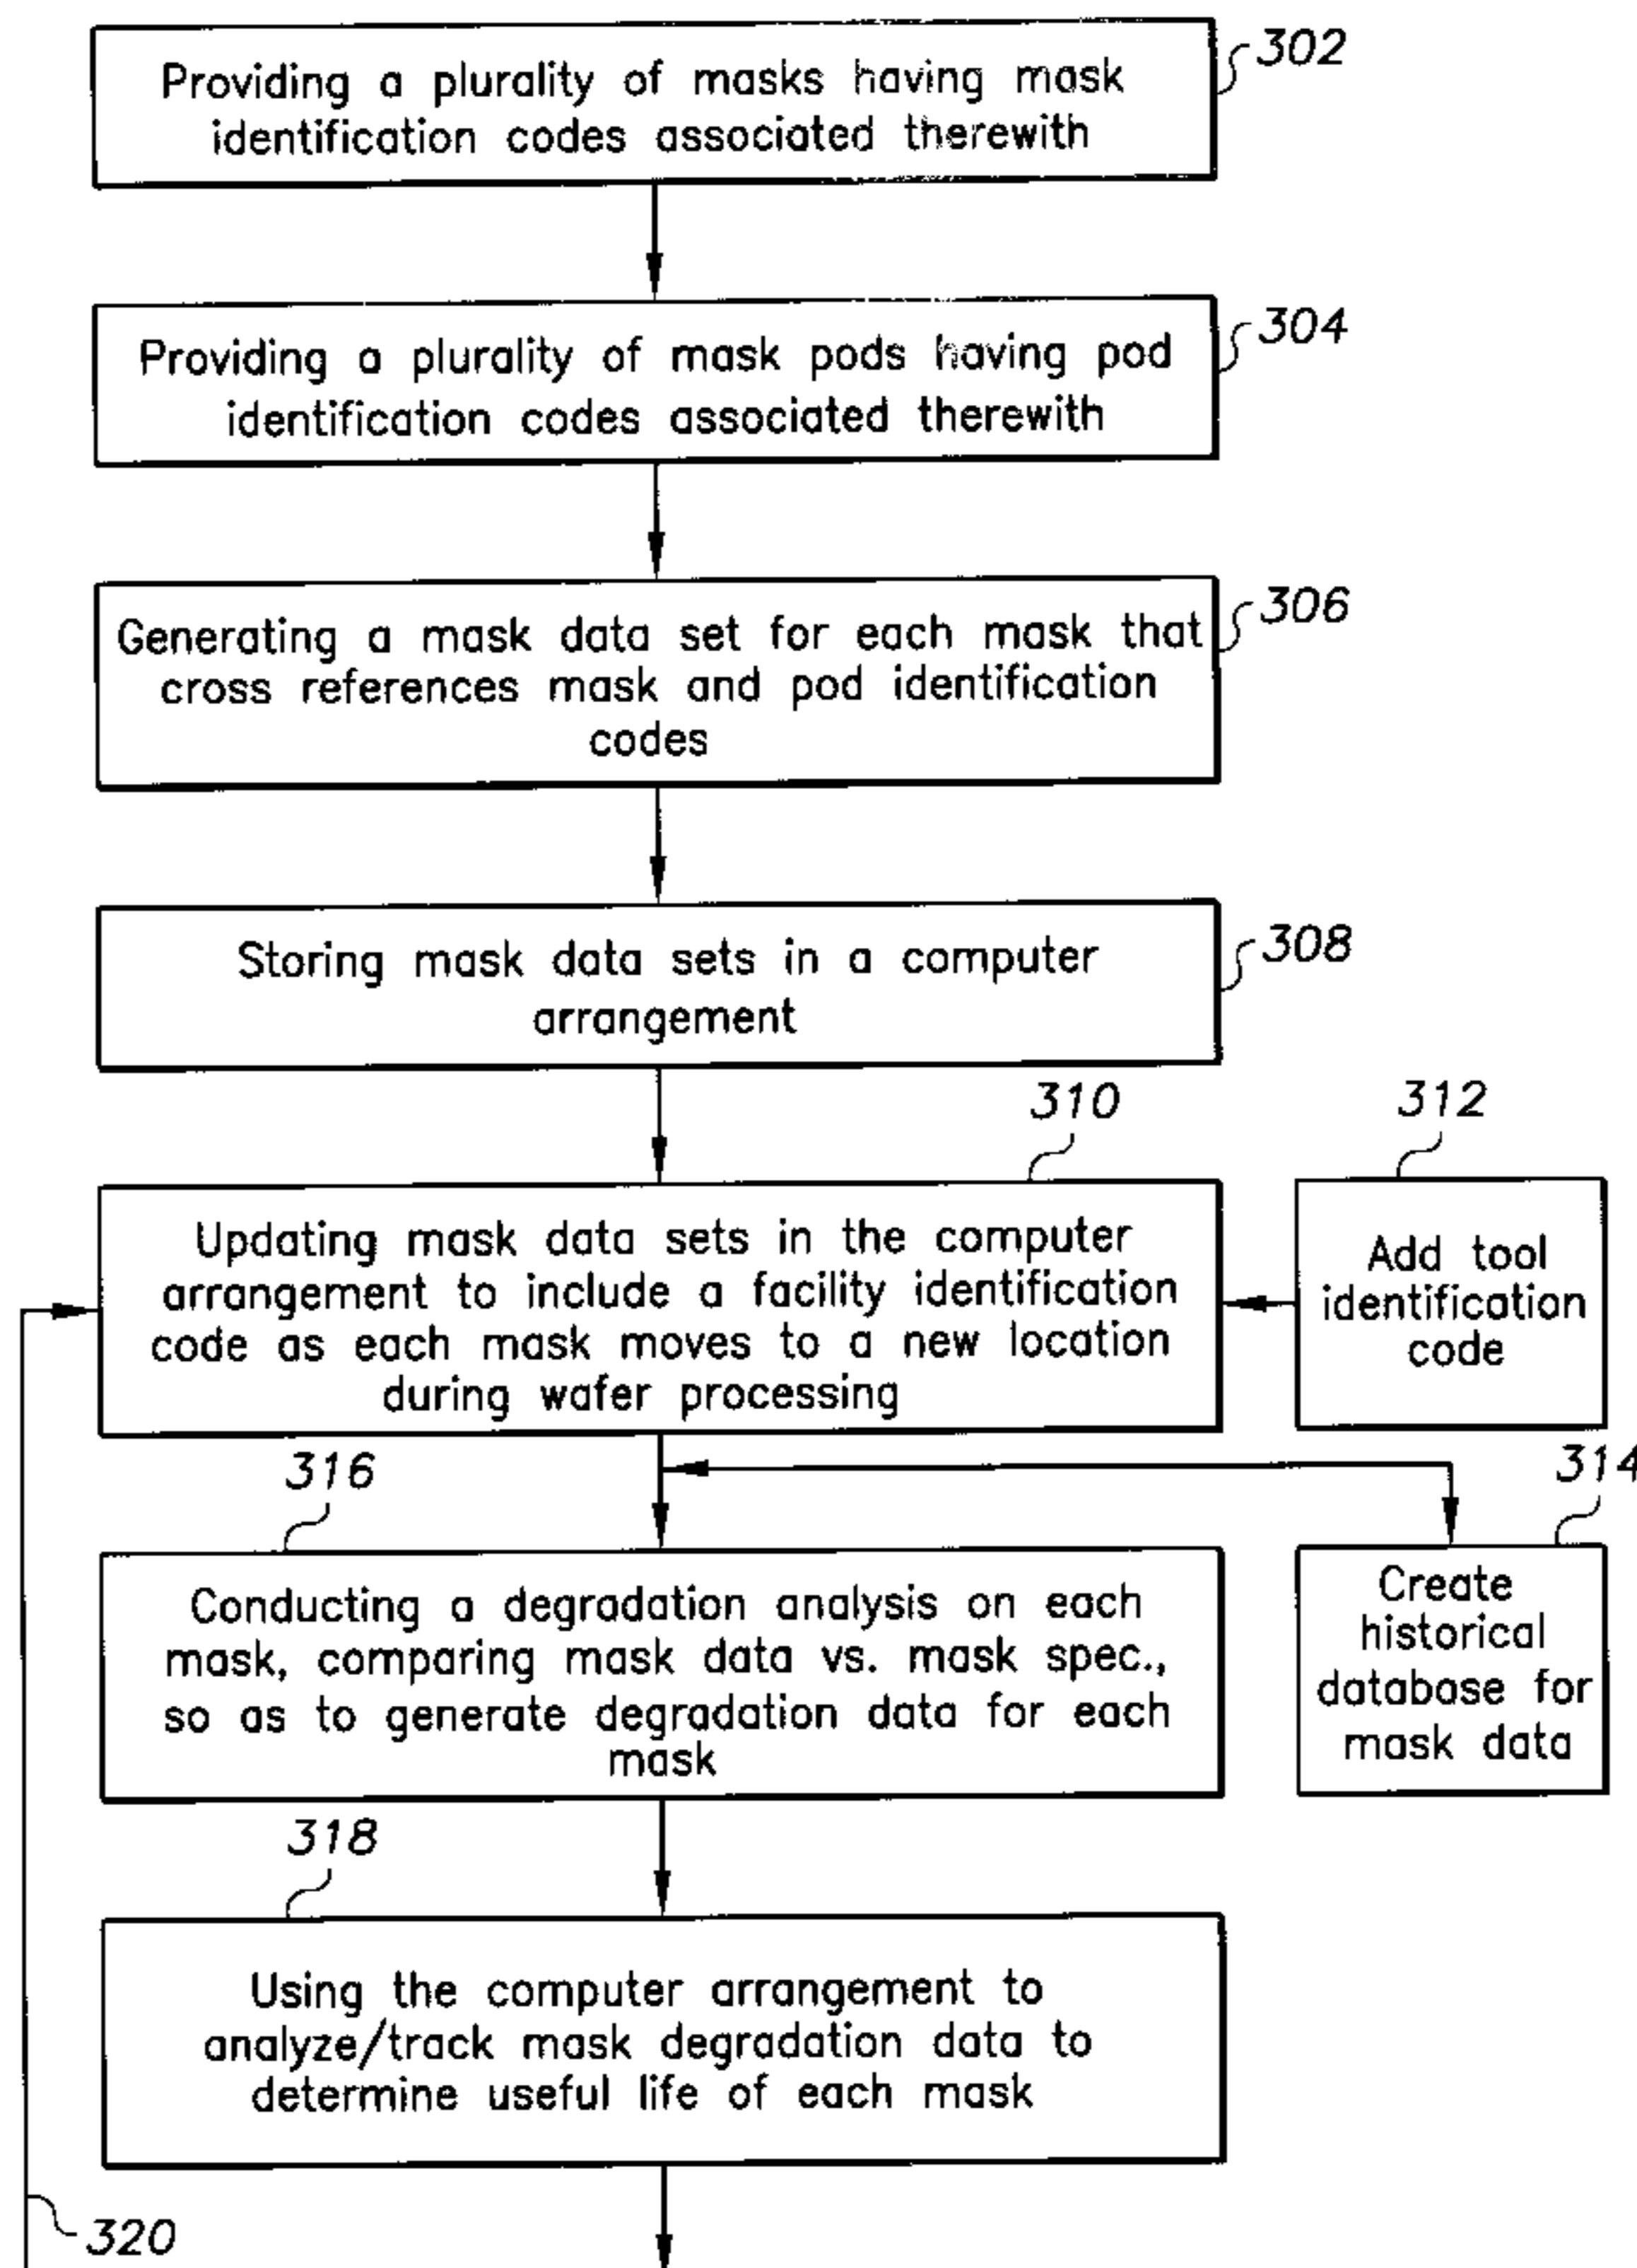 302
Providing a plurality of masks having mask
identification codes associated therewith
304
Providing a plurality of mask pods having pod
identification codes associated therewith
306
Generating a mask data set for each mask that
cross references mask and pod identification
codes
308
Storing mask data sets in a computer
arrangement
310
Updating mask data sets in the computer
arrangement to include a facility identification
code as each mask moves to a new location
during wafer processing
312
Add tool
identification
code
314
Create
historical
database for
mask data
316
Conducting a degradation analysis on each
mask, comparing mask data vs. mask spec.,
so as to generate degradation data for each
mask
318
Using the computer arrangement to
analyze/track mask degradation data to
determine useful life of each mask
320